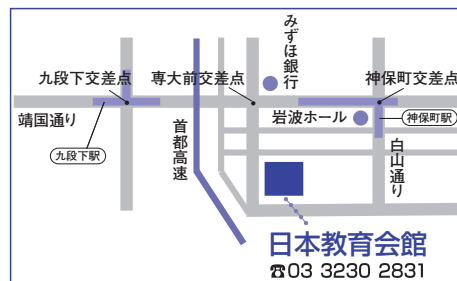 みずほ銀行
九段下交差点
専大前交差点
神保町交差点
靖国通り
九段下駅
首都高速
岩波ホール
神保町駅
白山通り
日本教育会館
☎03 3230 2831